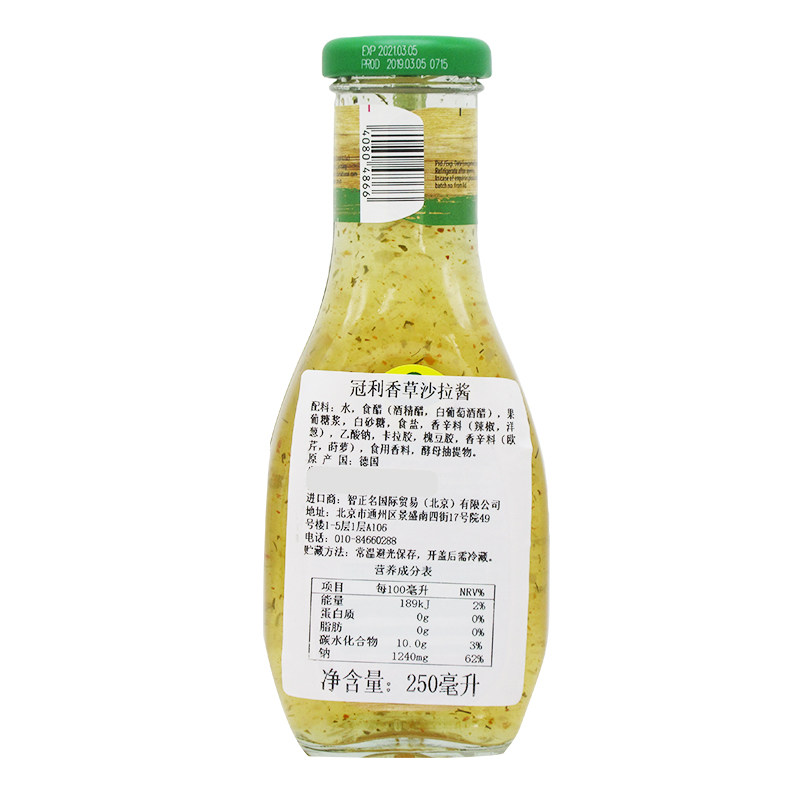 EXP 2021.03.05
PROD 2019.03.05 0715
40804866
Refrigerate after
batch no from lid
冠利香草沙拉酱
配料：水，食醋（酒精醋，白葡萄酒醋），果
葡糖浆，白砂糖，食盐，香辛料（辣椒，洋
葱），乙酸钠，卡拉胶，槐豆胶，香辛料（欧
芹，莳萝），食用香料，酵母抽提物。
原 产 国：德国
进口商：智正名国际贸易（北京）有限公司
地址：北京市通州区景盛南四街17号院49
号楼1-5层1层A106
电话：010-84660288
贮藏方法：常温避光保存，开盖后需冷藏。
营养成分表
项目 每100毫升 NRV%
能量 189kJ 2%
蛋白质 0g 0%
脂肪 0g 0%
碳水化合物 10.0g 3%
钠 1240mg 62%
净含量：250毫升